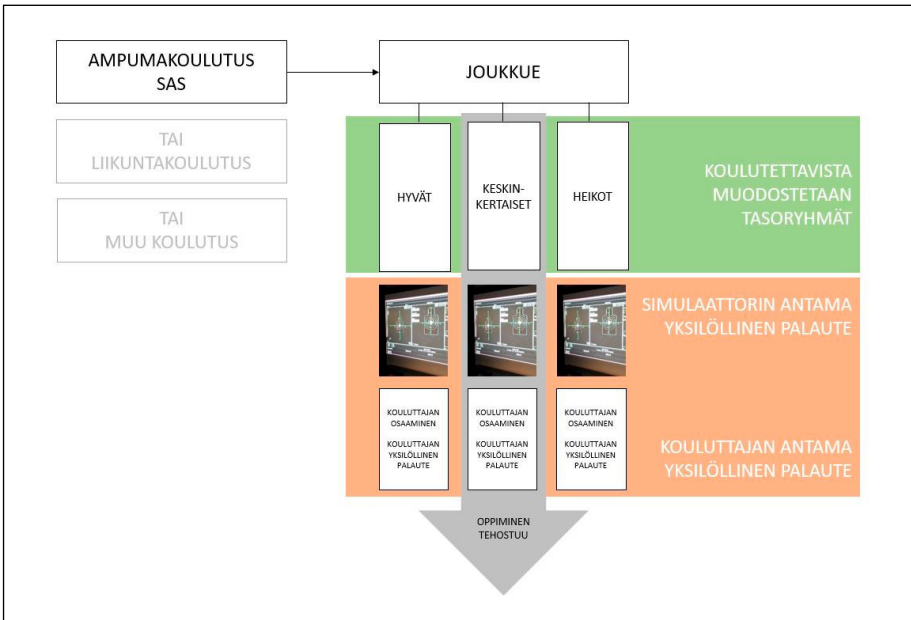 AMPUMAKOULUTUS
SAS
JOUKKUE
TAI
LIIKUNTAKOULUTUS
TAI
MUU KOULUTUS
HYVÄT
KESKIN-
KERTAISET
HEIKOT
KOULUTETTAVISTA
MUODOSTETAAN
TASORYHMÄT
SIMULAATTORIN ANTAMA
YKSILÖLLINEN PALAUTE
KOULUTTAJAN
OSAAMINEN
KOULUTTAJAN
YKSILÖLLINEN
PALAUTE
KOULUTTAJAN
OSAAMINEN
KOULUTTAJAN
YKSILÖLLINEN
PALAUTE
KOULUTTAJAN
OSAAMINEN
KOULUTTAJAN
YKSILÖLLINEN
PALAUTE
KOULUTTAJAN ANTAMA
YKSILÖLLINEN PALAUTE
OPPIMINEN
TEHOSTUU